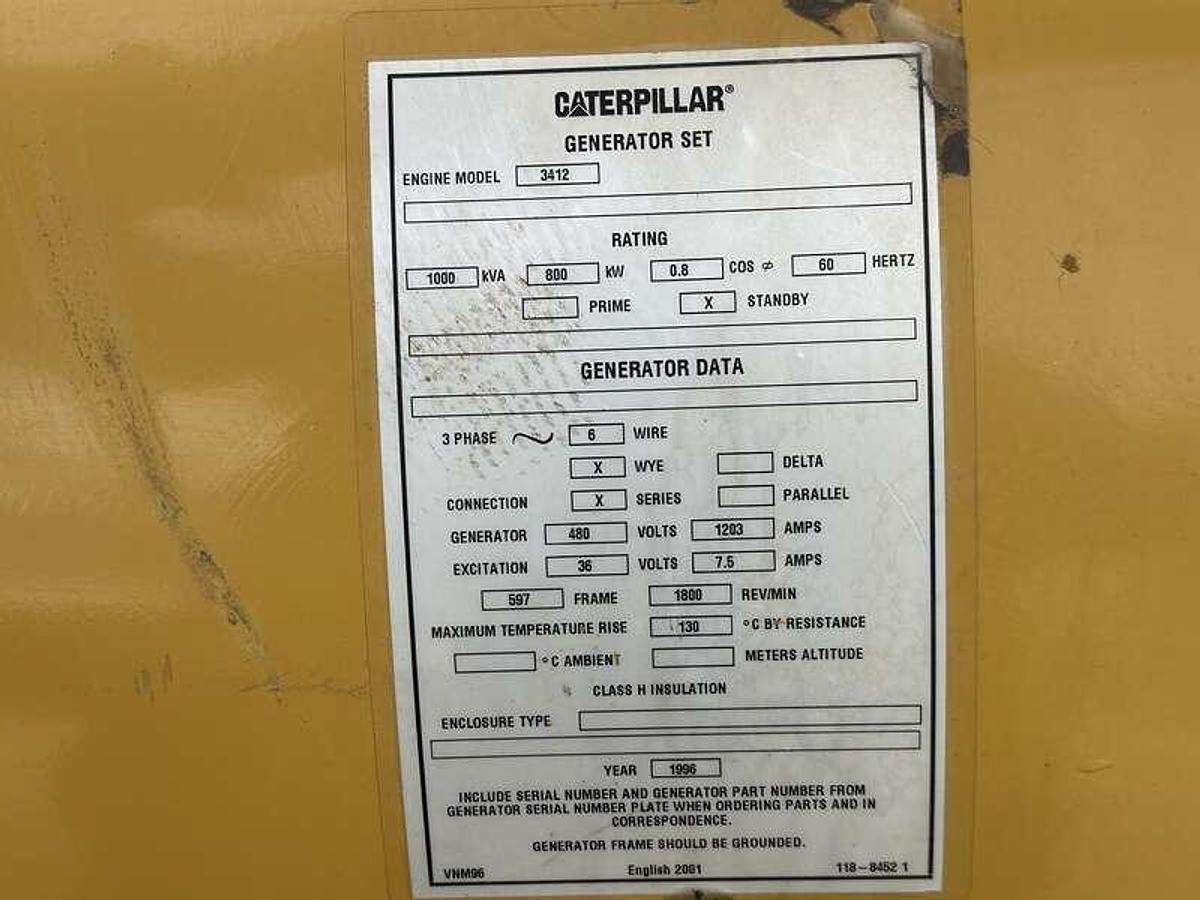 CATERPILLAR®
GENERATOR SET
ENGINE MODEL 3412
RATING
1000 kVA 800 kW 0.8 COS ⌀ 60 HERTZ
PRIME X STANDBY
GENERATOR DATA
3 PHASE ~ 6 WIRE
X WYE DELTA
CONNECTION X SERIES PARALLEL
GENERATOR 480 VOLTS 1203 AMPS
EXCITATION 36 VOLTS 7.5 AMPS
597 FRAME 1800 REV/MIN
MAXIMUM TEMPERATURE RISE 130 °C BY RESISTANCE
°C AMBIENT METERS ALTITUDE
CLASS H INSULATION
ENCLOSURE TYPE
YEAR 1996
INCLUDE SERIAL NUMBER AND GENERATOR PART NUMBER FROM
GENERATOR SERIAL NUMBER PLATE WHEN ORDERING PARTS AND IN
CORRESPONDENCE.
GENERATOR FRAME SHOULD BE GROUNDED.
VNM96 English 2001 118-8452 1